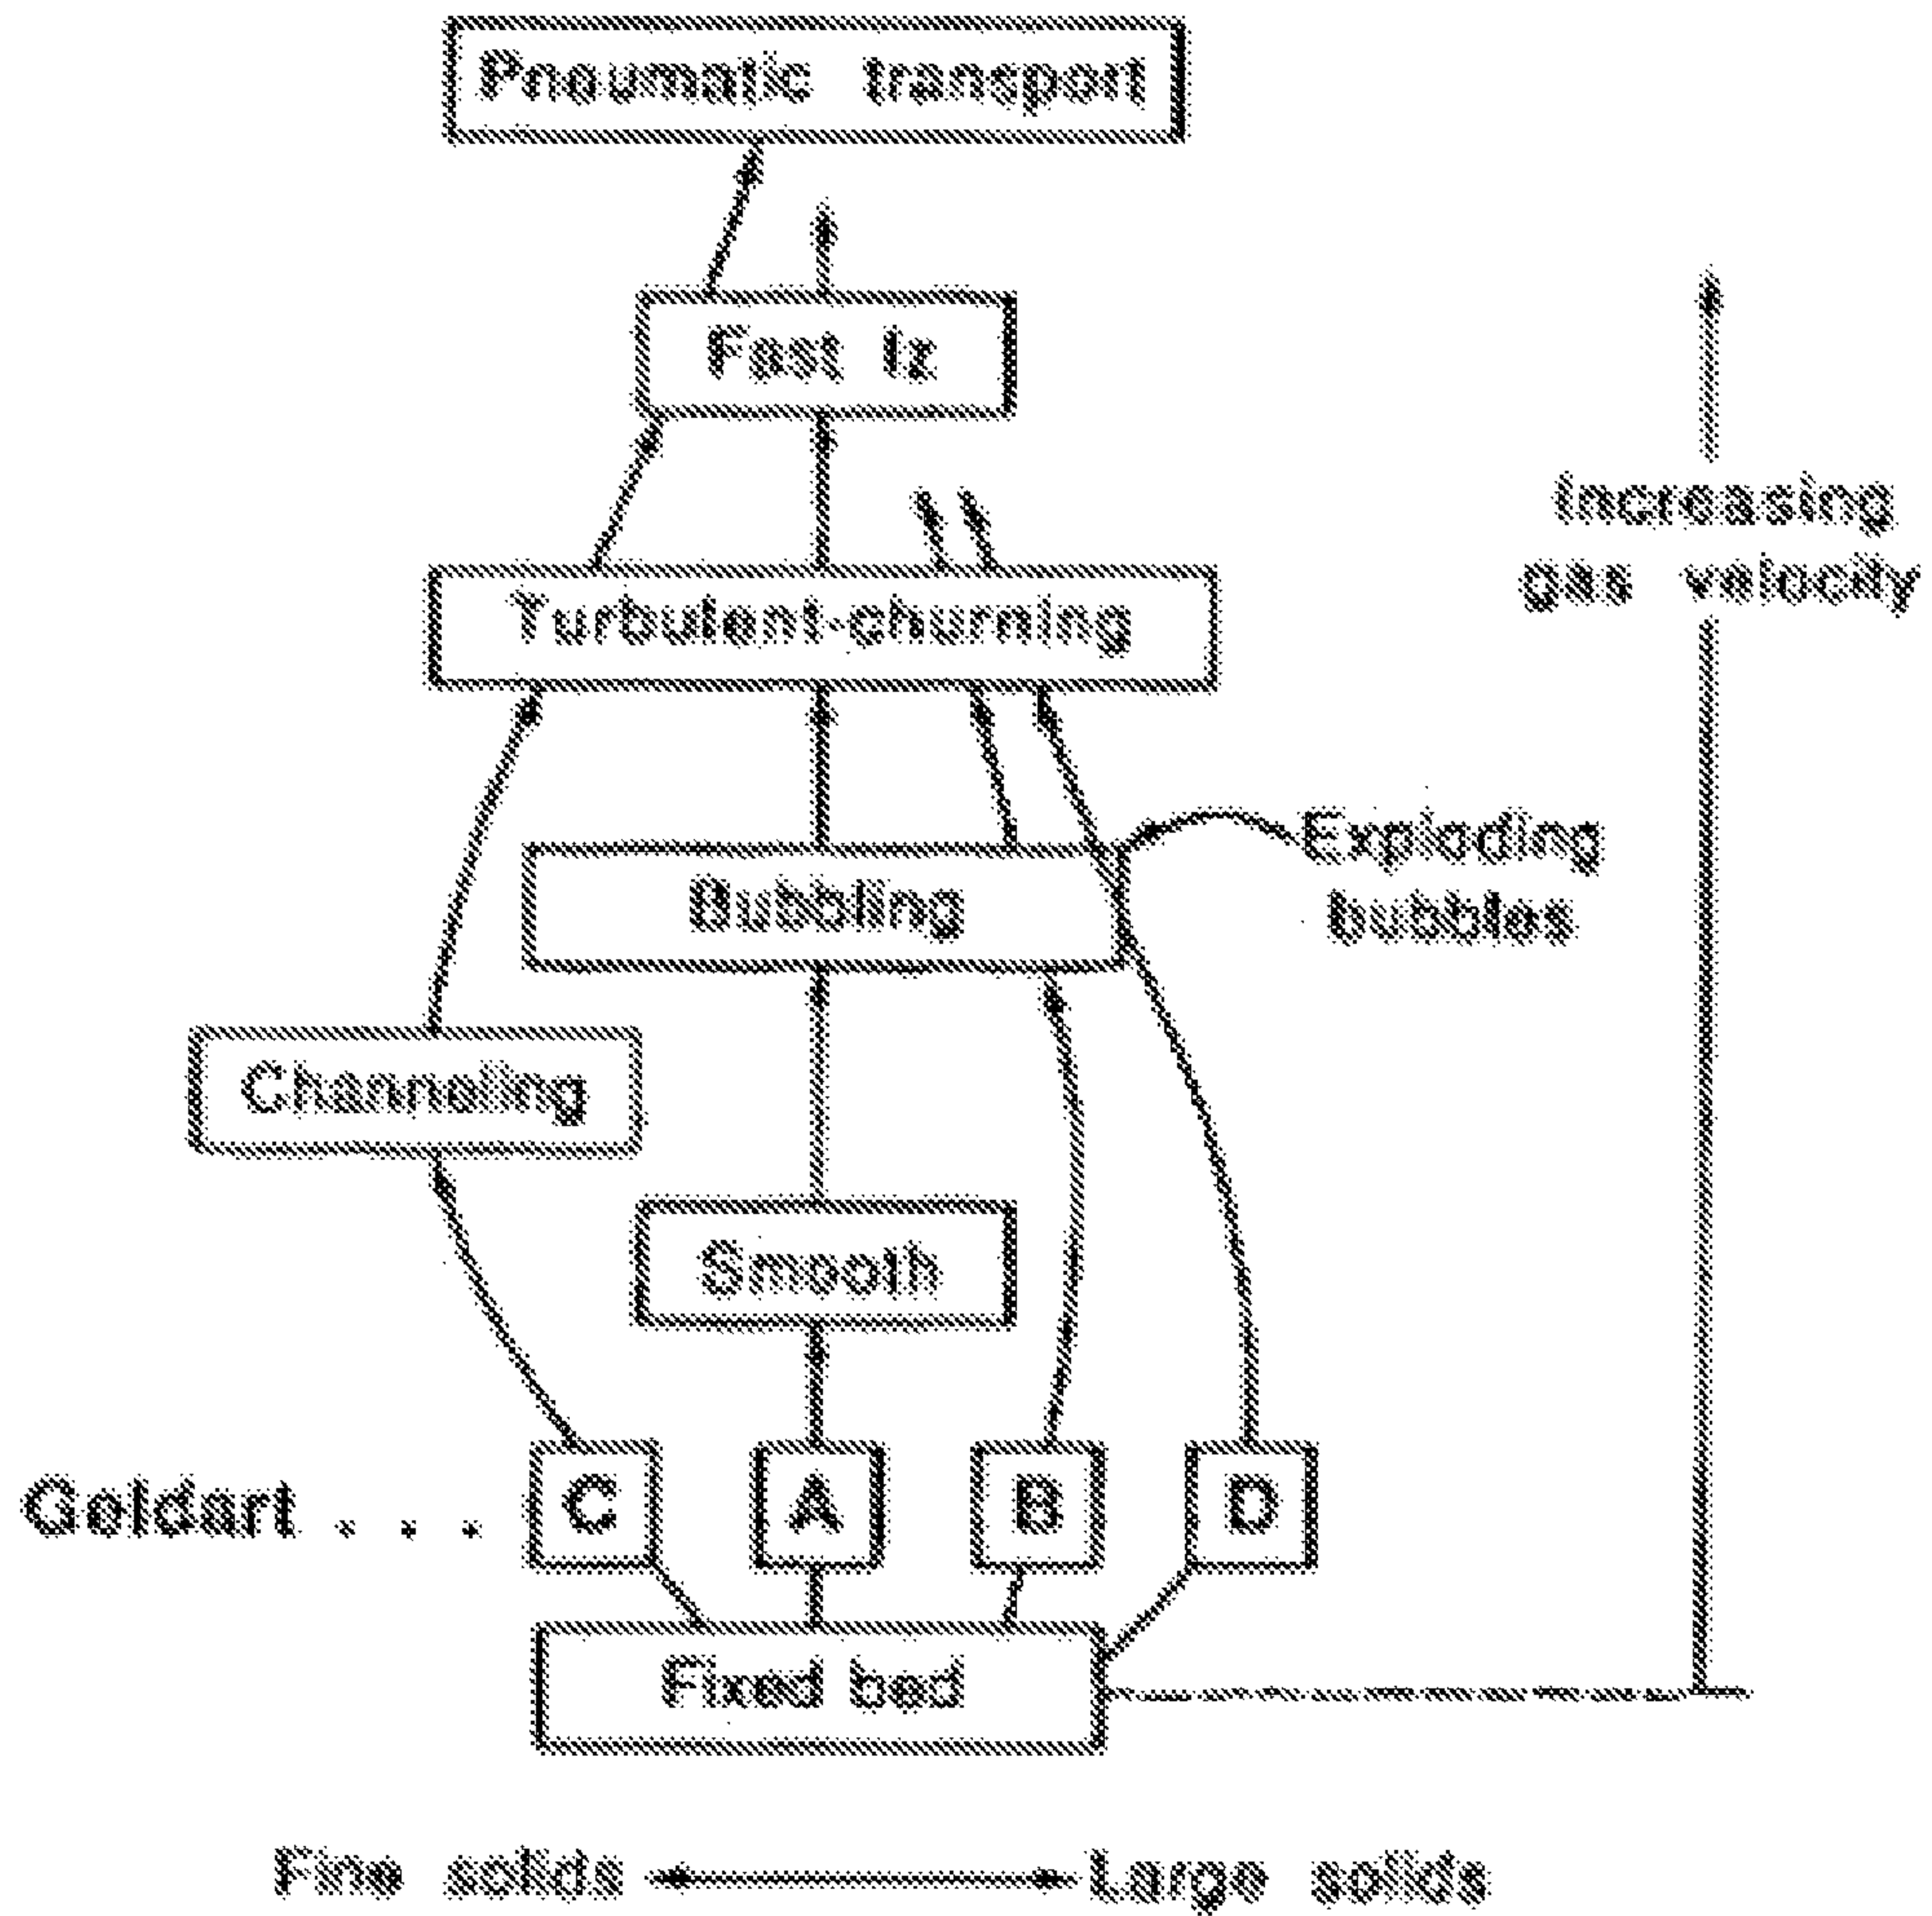 Pneumatic transport
Fast Iz
Increasing
gas velocity
Turbulent-churning
Exploding
bubbles
Bubbling
Channeling
Smooth
Geldart . . . C A B D
Fixed bed
Fine solids Large solids